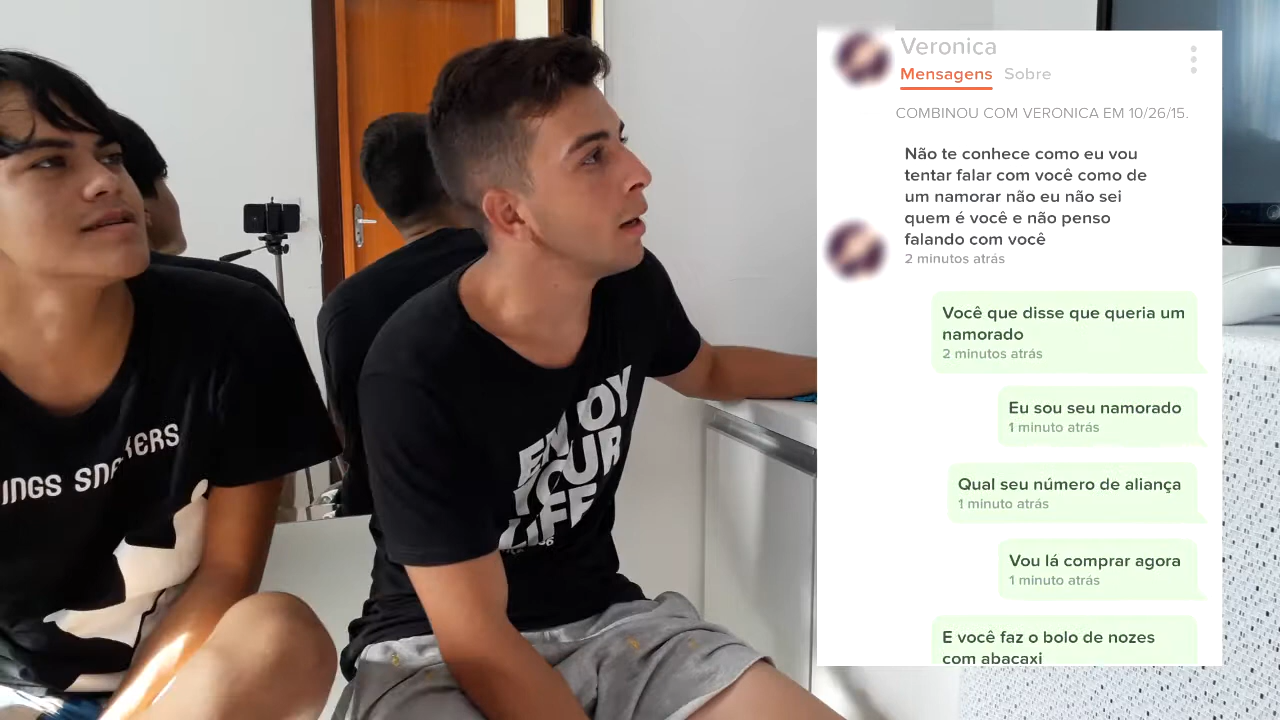 Veronica
Mensagens Sobre
COMBINOU COM VERONICA EM 10/26/15.
Não te conhece como eu vou
tentar falar com você como de
um namorar não eu não sei
quem é você e não penso
falando com você
2 minutos atrás
Você que disse que queria um
namorado
2 minutos atrás
Eu sou seu namorado
1 minuto atrás
Qual seu número de aliança
1 minuto atrás
Vou lá comprar agora
1 minuto atrás
E você faz o bolo de nozes
com abacaxi
ENJOY
YOUR
LIFE